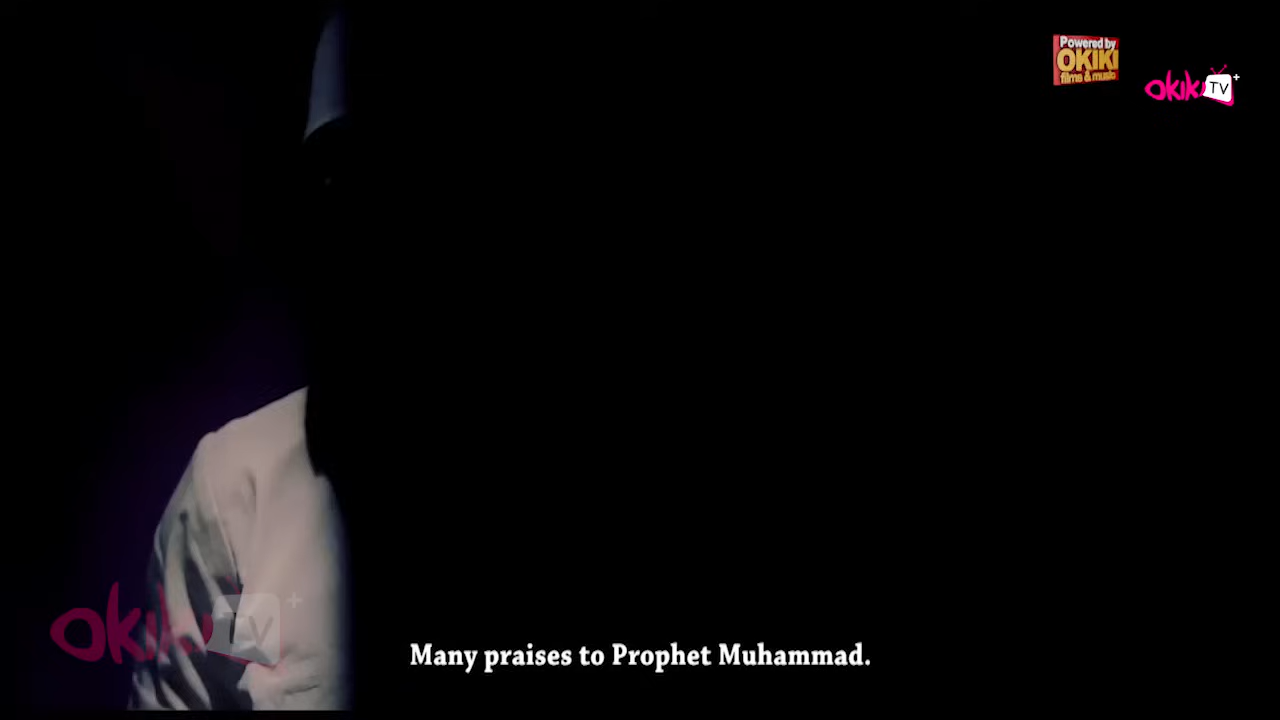 Powered by
OKIKI
films & music
okiki TV+
okiki TV+
Many praises to Prophet Muhammad.